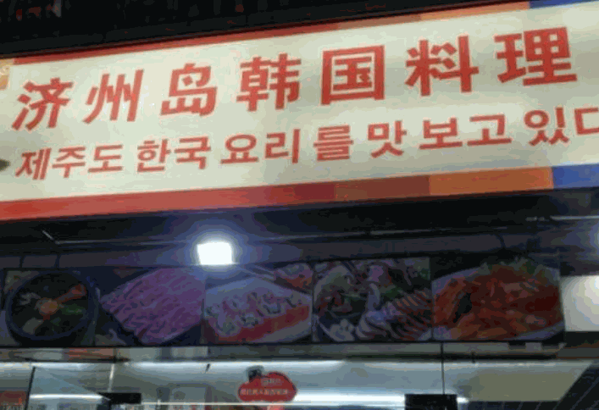 济州岛韩国料理
제주도 한국 요리 를 맛 보고 있다